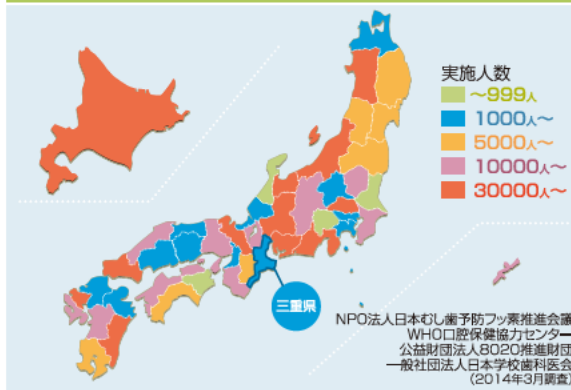 実施人数
～999人
1000人～
5000人～
10000人～
30000人～
三重県
NPO法人日本むし歯予防フッ素推進会議
WHO口腔保健協力センター
公益財団法人8020推進財団
一般社団法人日本学校歯科医会
(2014年3月調査)